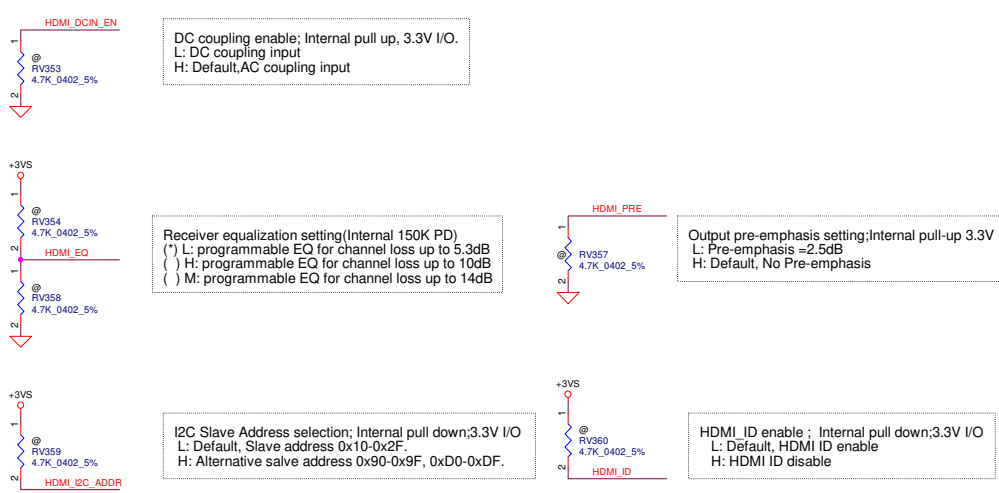 HDMI_DCIN_EN
1
@
RV353
4.7K_0402_5%
2
DC coupling enable; Internal pull up, 3.3V I/O.
L: DC coupling input
H: Default,AC coupling input
+3VS
1
@
RV354
4.7K_0402_5%
2
HDMI_EQ
1
@
RV358
4.7K_0402_5%
2
Receiver equalization setting(Internal 150K PD)
(*) L: programmable EQ for channel loss up to 5.3dB
( ) H: programmable EQ for channel loss up to 10dB
( ) M: programmable EQ for channel loss up to 14dB
HDMI_PRE
1
@
RV357
4.7K_0402_5%
2
Output pre-emphasis setting;Internal pull-up 3.3V
L: Pre-emphasis =2.5dB
H: Default, No Pre-emphasis
+3VS
1
@
RV359
4.7K_0402_5%
2
HDMI_I2C_ADDR
I2C Slave Address selection; Internal pull down;3.3V I/O
L: Default, Slave address 0x10-0x2F.
H: Alternative salve address 0x90-0x9F, 0xD0-0xDF.
+3VS
1
@
RV360
4.7K_0402_5%
2
HDMI_ID
HDMI_ID enable ; Internal pull down;3.3V I/O
L: Default, HDMI ID enable
H: HDMI ID disable